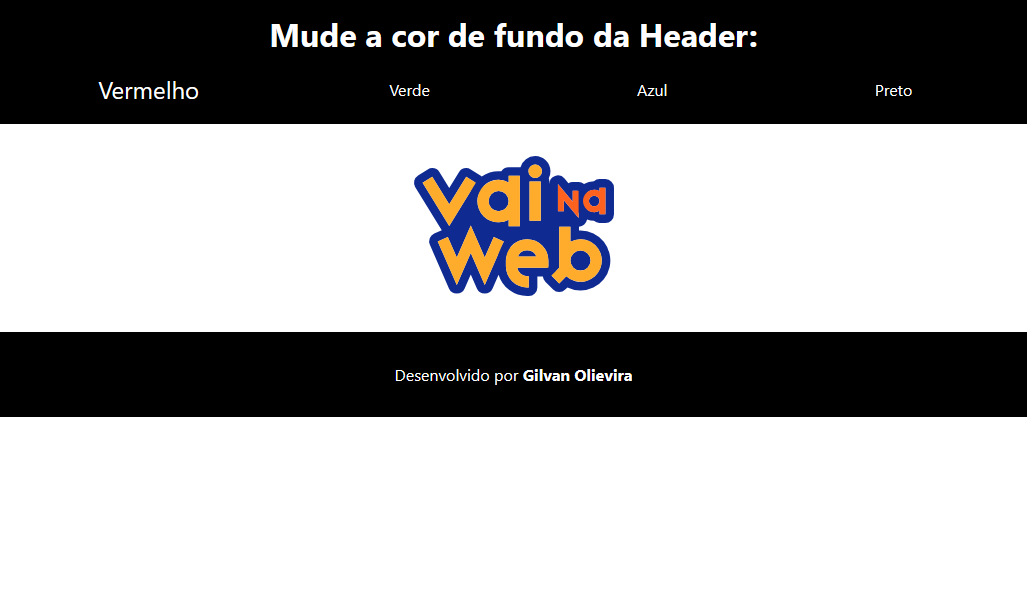 Mude a cor de fundo da Header:
Vermelho Verde Azul Preto
vai na
web
Desenvolvido por Gilvan Olievira